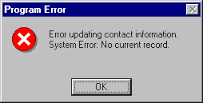 Program Error
Error updating contact information.
System Error: No current record.
OK